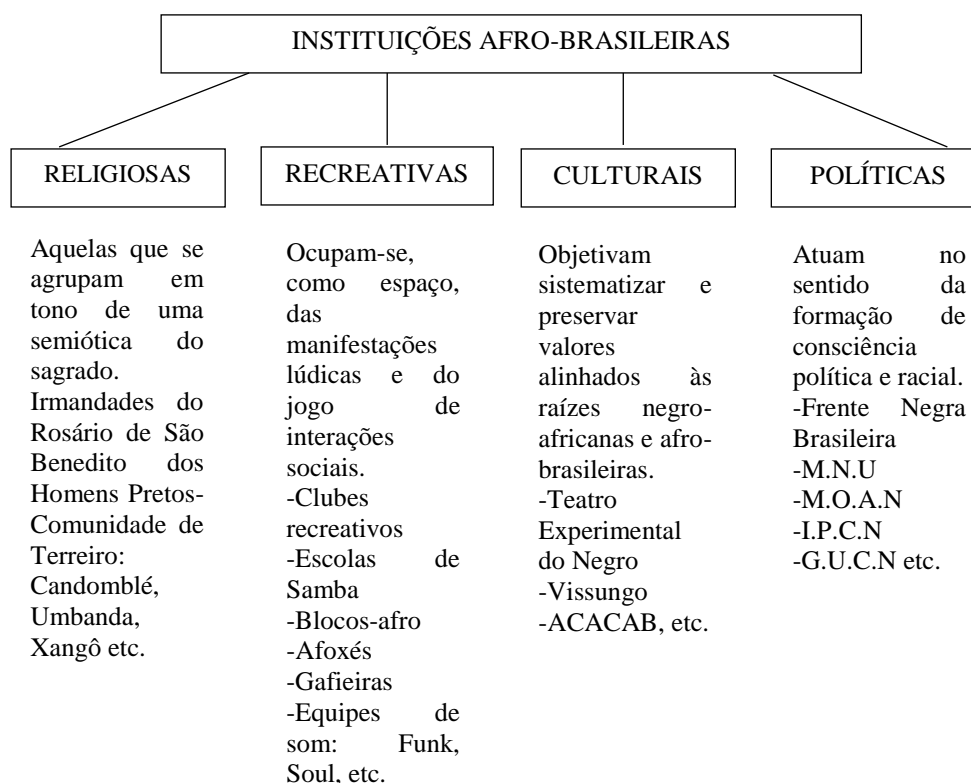 INSTITUIÇÕES AFRO-BRASILEIRAS
RELIGIOSAS
Aquelas que se
agrupam em
tono de uma
semiótica do
sagrado.
Irmandades do
Rosário de São
Benedito dos
Homens Pretos-
Comunidade de
Terreiro:
Candomblé,
Umbanda,
Xangô etc.
RECREATIVAS
Ocupam-se,
como espaço,
das
manifestações
lúdicas e do
jogo de
interações
sociais.
-Clubes
recreativos
-Escolas de
Samba
-Blocos-afro
-Afoxés
-Gafieiras
-Equipes de
som: Funk,
Soul, etc.
CULTURAIS
Objetivam
sistematizar e
preservar
valores
alinhados às
raízes negro-
africanas e afro-
brasileiras.
-Teatro
Experimental
do Negro
-Vissungo
-ACACAB, etc.
POLÍTICAS
Atuam no
sentido da
formação de
consciência
política e racial.
-Frente Negra
Brasileira
-M.N.U
-M.O.A.N
-I.P.C.N
-G.U.C.N etc.